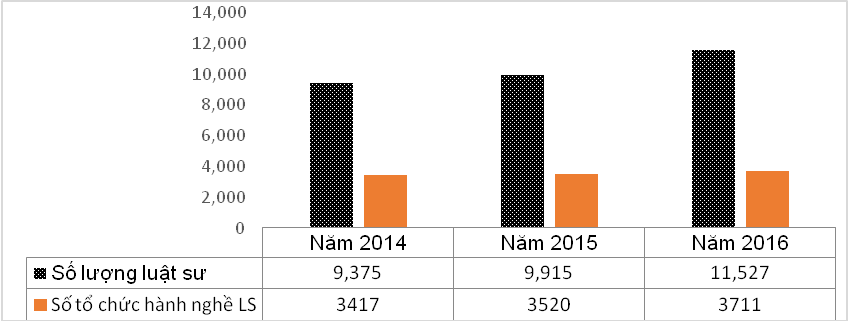 14,000
12,000
10,000
8,000
6,000
4,000
2,000
0
Năm 2014 Năm 2015 Năm 2016
Số lượng luật sư 9,375 9,915 11,527
Số tổ chức hành nghề LS 3417 3520 3711